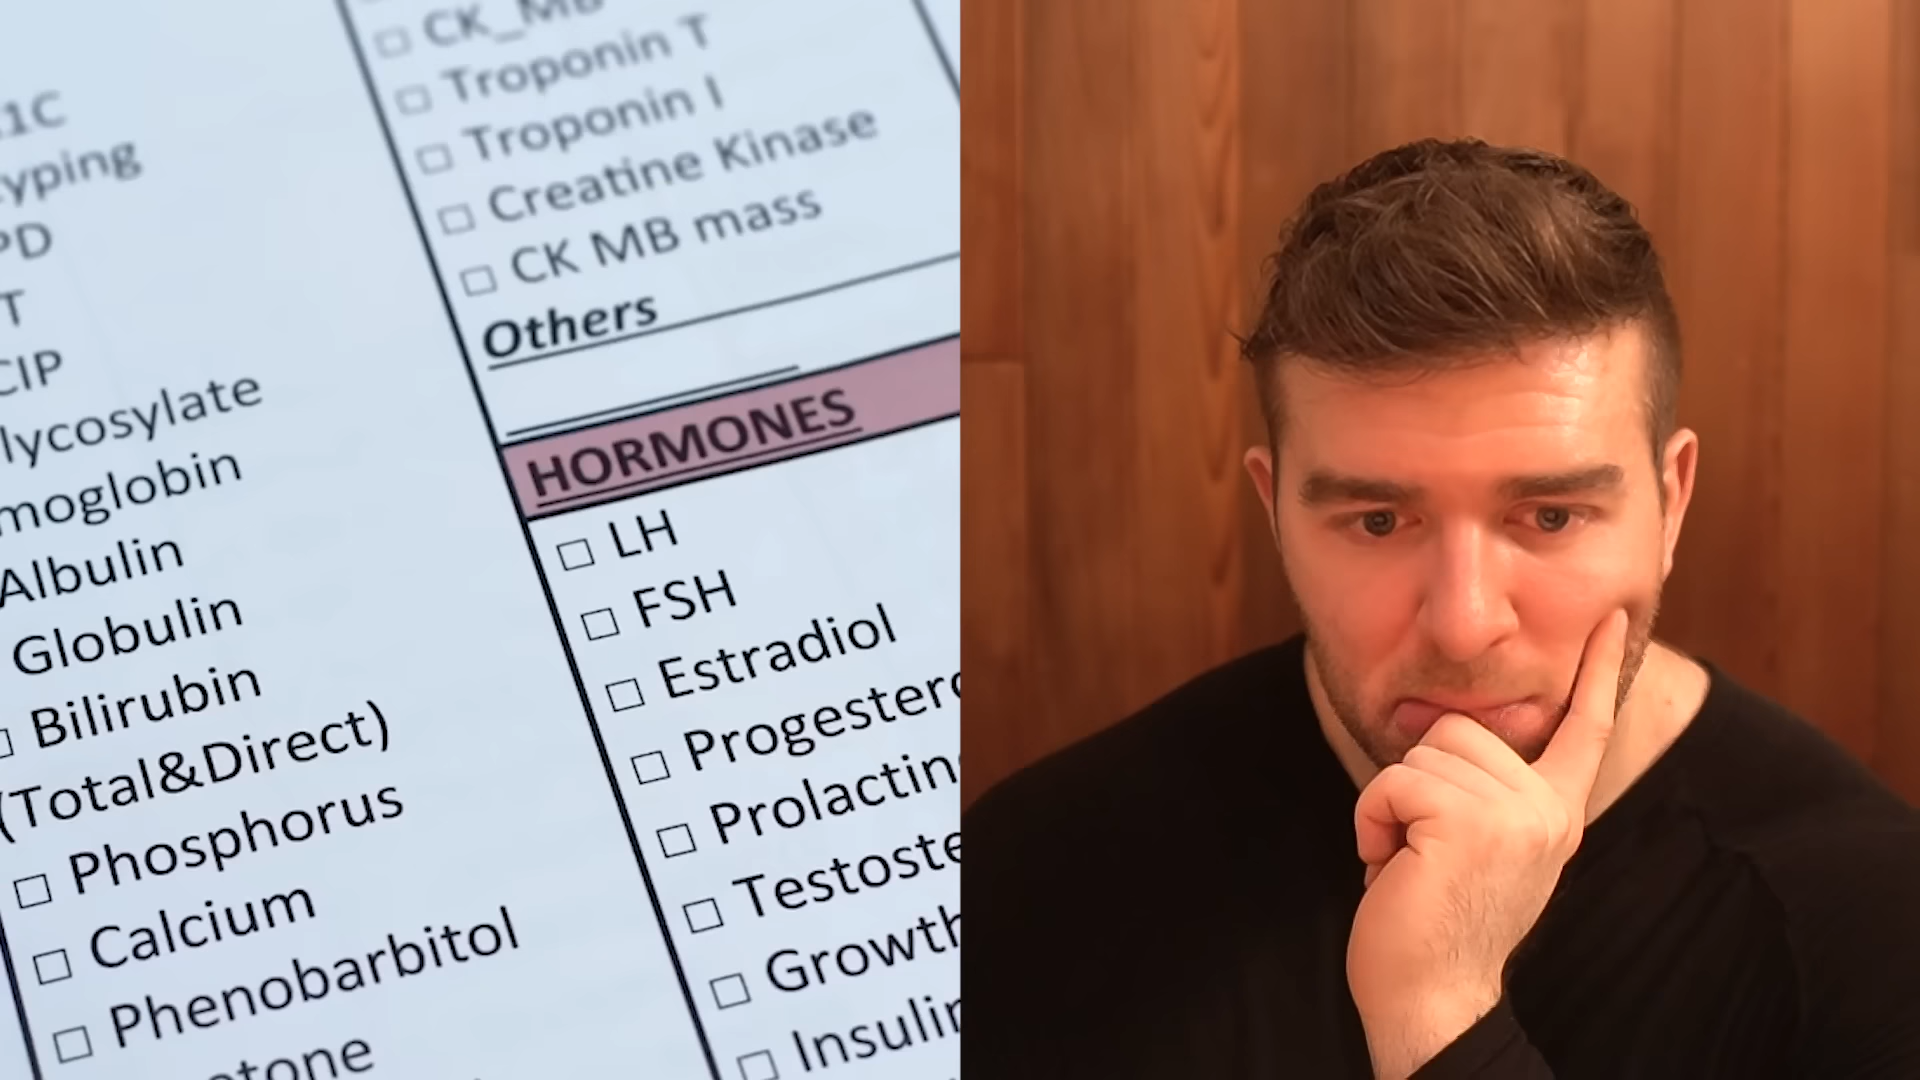 1C
yping
PD
T
CIP
lycosylate
moglobin
Albulin
Globulin
Bilirubin
(Total&Direct)
Phosphorus
Calcium
Phenobarbitol
etone
CK_MB
Troponin T
Troponin I
Creatine Kinase
CK MB mass
Others
HORMONES
LH
FSH
Estradiol
Progestero
Prolactin
Testoste
Growth
Insulin